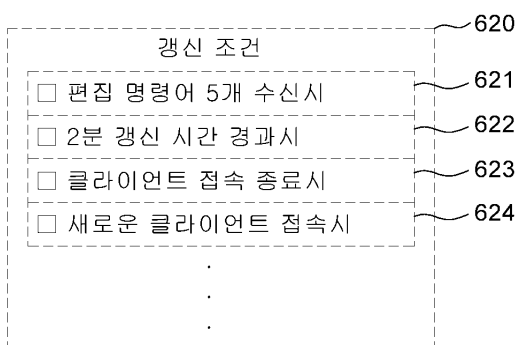 620
갱신 조건
□ 편집 명령어 5개 수신시
621
□ 2분 갱신 시간 경과시
622
□ 클라이언트 접속 종료시
623
□ 새로운 클라이언트 접속시
624